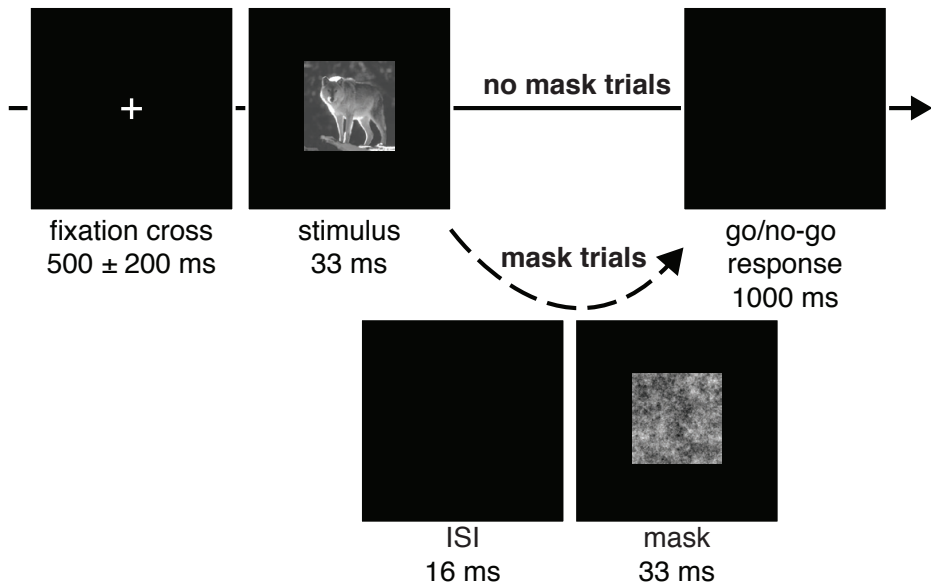 no mask trials
fixation cross
500 ± 200 ms
stimulus
33 ms
mask trials
go/no-go
response
1000 ms
ISI
16 ms
mask
33 ms